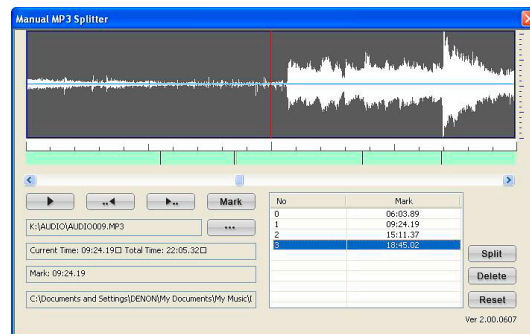 Manual MP3 Splitter
..◄ ►.. Mark
K:\AUDIO\AUDIO009.MP3 ...
Current Time: 09:24.19□ Total Time: 22:05.32□
Mark: 09:24.19
C:\Documents and Settings\DENON\My Documents\My Music\[
No Mark
0 06:03.89
1 09:24.19
2 15:11.37
3 18:45.02
Split
Delete
Reset
Ver 2.00.0607